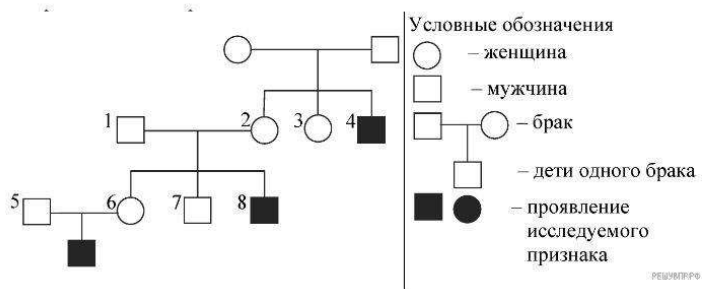 Условные обозначения
– женщина
– мужчина
– брак
– дети одного брака
– проявление
исследуемого
признака
1
2
3
4
5
6
7
8
РЕШУВПР.РФ